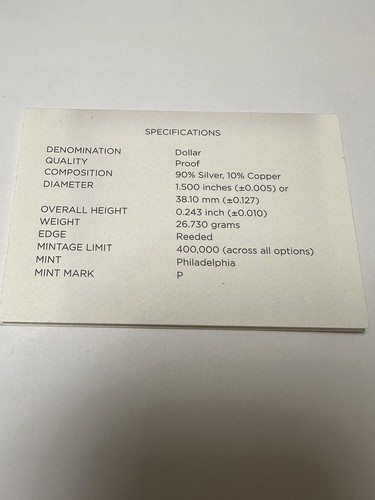 SPECIFICATIONS
DENOMINATION Dollar
QUALITY Proof
COMPOSITION 90% Silver, 10% Copper
DIAMETER 1.500 inches (±0.005) or
38.10 mm (±0.127)
OVERALL HEIGHT 0.243 inch (±0.010)
WEIGHT 26.730 grams
EDGE Reeded
MINTAGE LIMIT 400,000 (across all options)
MINT Philadelphia
MINT MARK P